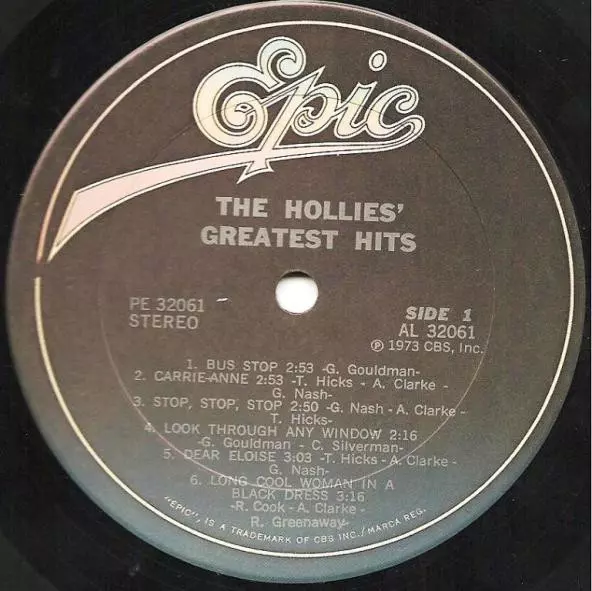 Epic
THE HOLLIES'
GREATEST HITS
PE 32061
STEREO
SIDE 1
AL 32061
℗ 1973 CBS, Inc.
1. BUS STOP 2:53 -G. Gouldman-
2. CARRIE-ANNE 2:53 -T. Hicks - A. Clarke -
G. Nash-
3. STOP, STOP, STOP 2:50 -G. Nash - A. Clarke -
T. Hicks-
4. LOOK THROUGH ANY WINDOW 2:16
-G. Gouldman - C. Silverman-
5. DEAR ELOISE 3:03 -T. Hicks - A. Clarke -
G. Nash-
6. LONG COOL WOMAN IN A
BLACK DRESS 3:16
-R. Cook - A. Clarke -
R. Greenaway-
"EPIC", IS A TRADEMARK OF CBS INC./MARCA REG.